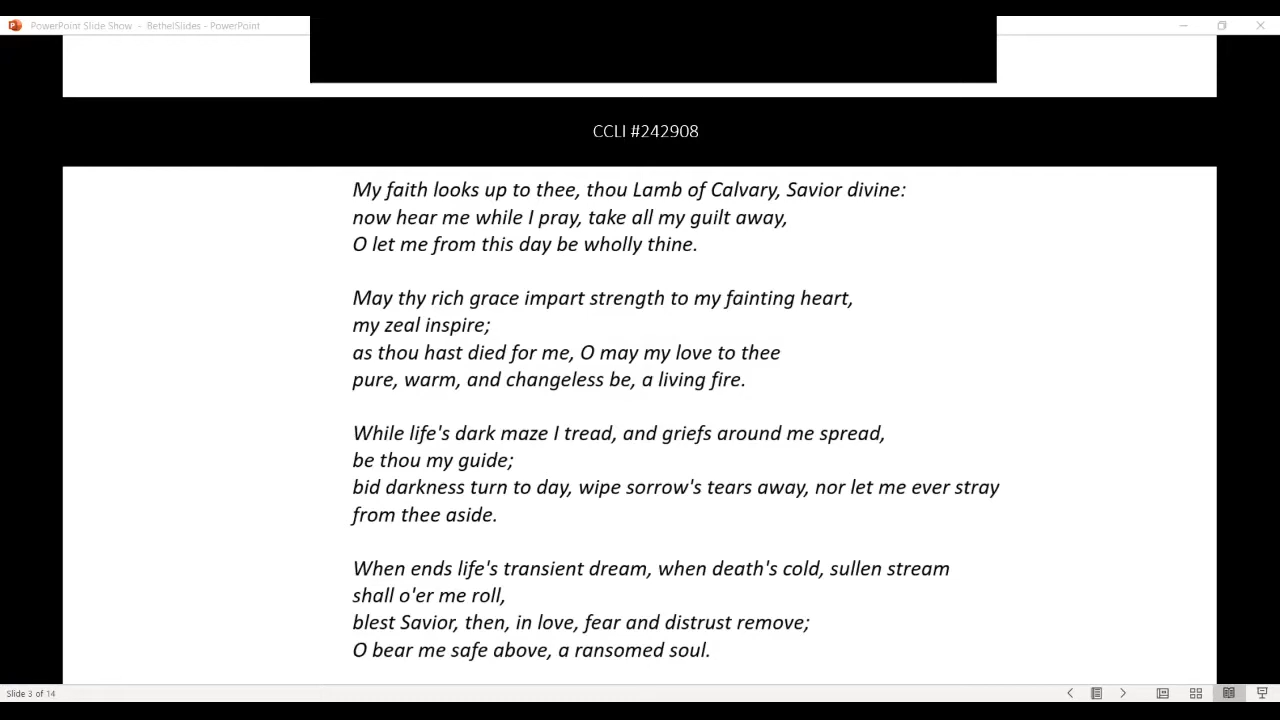 PowerPoint Slide Show - BethelSlides - PowerPoint
CCLI #242908
My faith looks up to thee, thou Lamb of Calvary, Savior divine:
now hear me while I pray, take all my guilt away,
O let me from this day be wholly thine.
May thy rich grace impart strength to my fainting heart,
my zeal inspire;
as thou hast died for me, O may my love to thee
pure, warm, and changeless be, a living fire.
While life's dark maze I tread, and griefs around me spread,
be thou my guide;
bid darkness turn to day, wipe sorrow's tears away, nor let me ever stray
from thee aside.
When ends life's transient dream, when death's cold, sullen stream
shall o'er me roll,
blest Savior, then, in love, fear and distrust remove;
O bear me safe above, a ransomed soul.
Slide 3 of 14